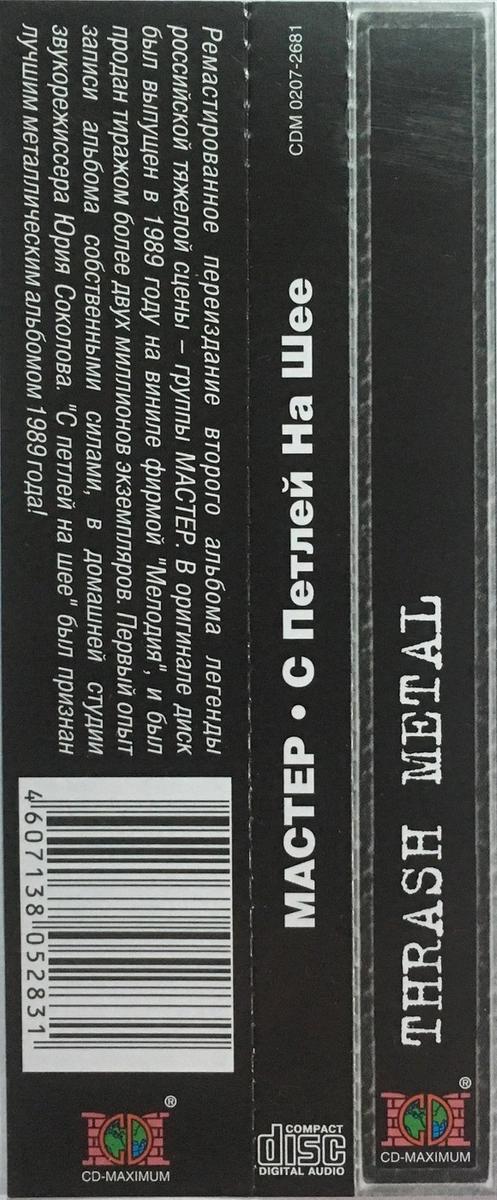 Ремастированное переиздание второго альбома легенды
российской тяжелой сцены – группы МАСТЕР. В оригинале диск
был выпущен в 1989 году на виниле фирмой "Мелодия", и был
продан тиражом более двух миллионов экземпляров. Первый опыт
записи альбома собственными силами, в домашней студии
звукорежиссера Юрия Соколова. "С петлей на шее" был признан
лучшим металлическим альбомом 1989 года!
4 607138 052831
®
CD-MAXIMUM
CDM 0207-2681
МАСТЕР • С Петлей На Шее
COMPACT
disc
DIGITAL AUDIO
THRASH METAL
®
CD-MAXIMUM